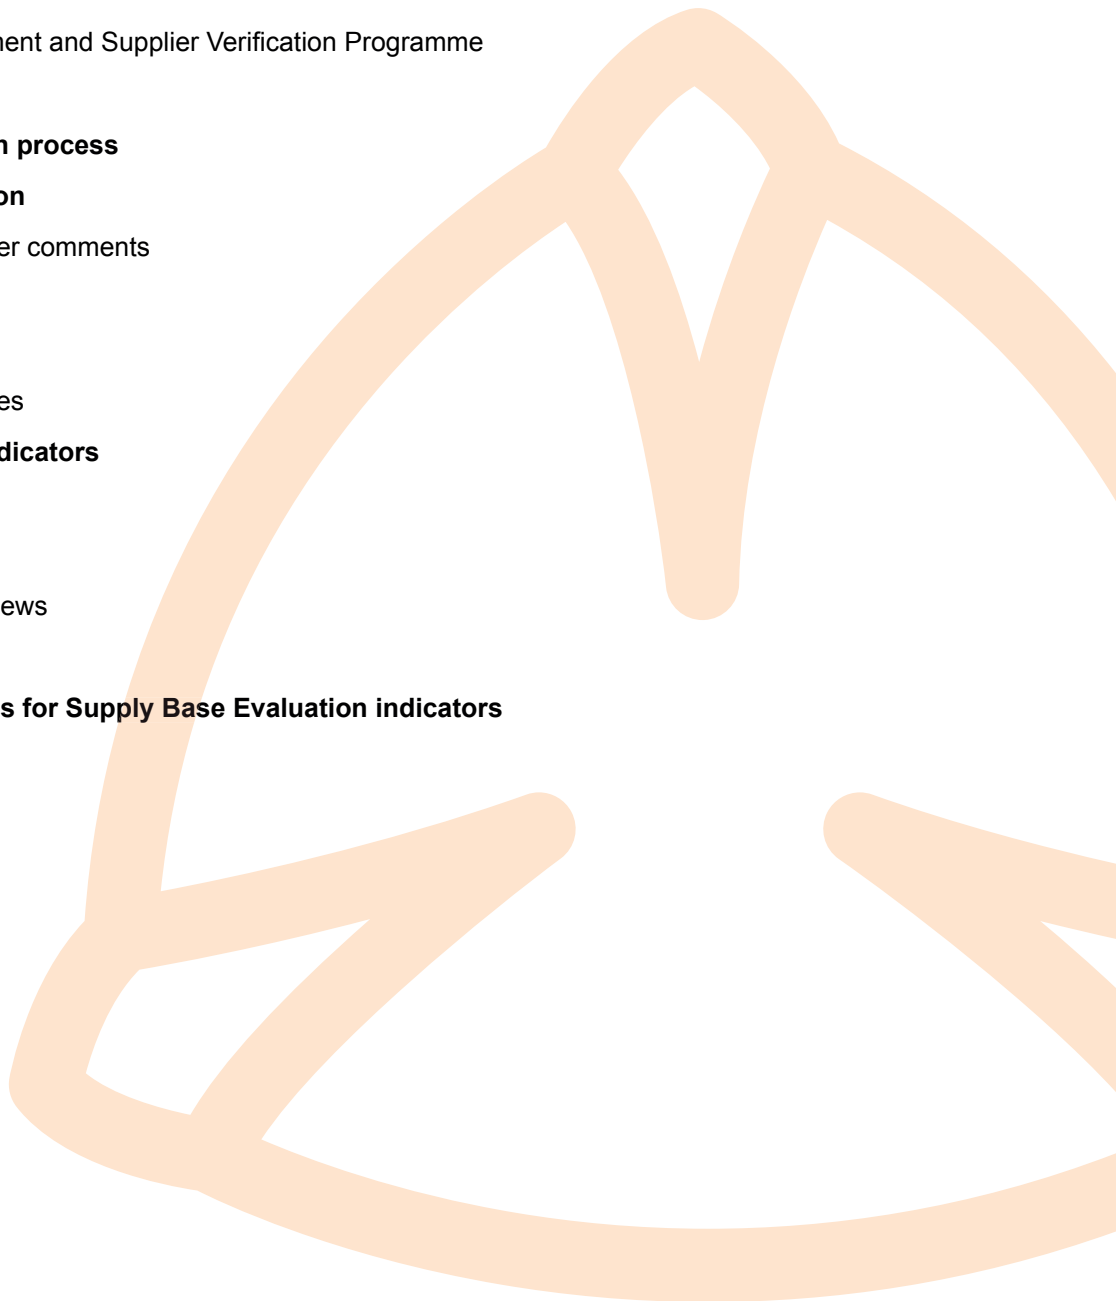 ent and Supplier Verification Programme
process
on
er comments
es
dicators
ews
s for Supply Base Evaluation indicators